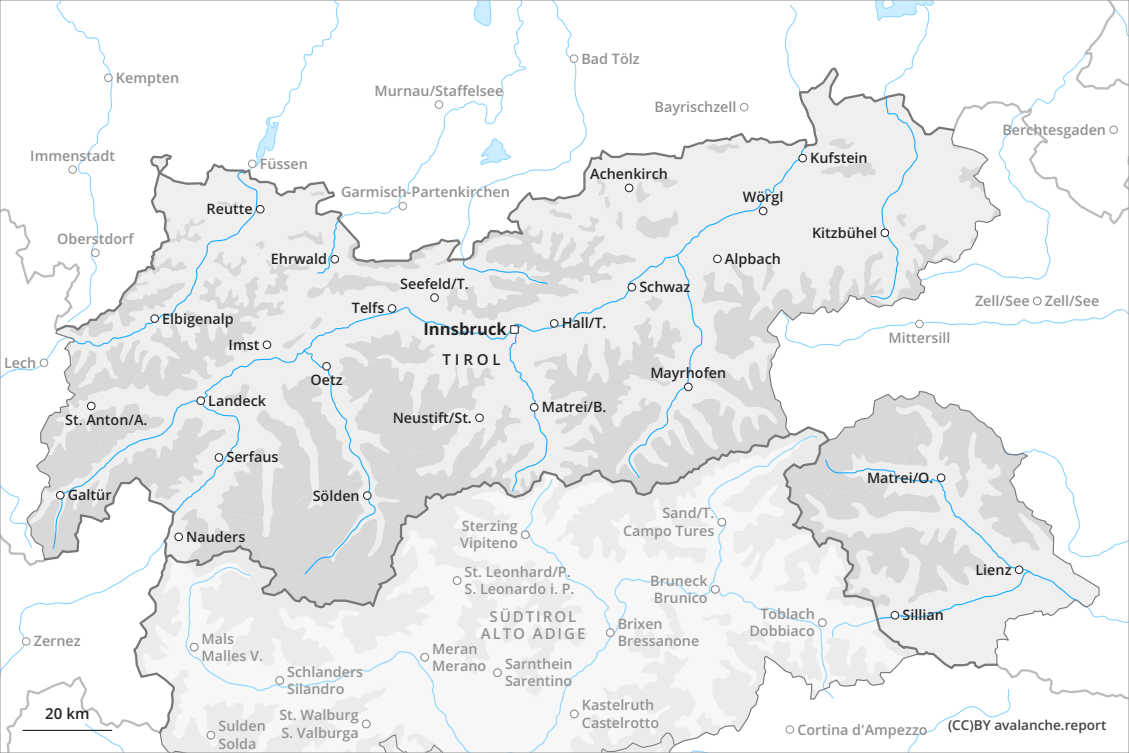 Kempten
Bad Tölz
Murnau/Staffelsee
Bayrischzell
Berchtesgaden
Immenstadt
Füssen
Kufstein
Achenkirch
Garmisch-Partenkirchen
Wörgl
Reutte
Kitzbühel
Oberstdorf
Ehrwald
Alpbach
Seefeld/T.
Schwaz
Zell/See
Zell/See
Telfs
Elbigenalp
Innsbruck
Hall/T.
Mittersill
Imst
TIROL
Lech
Mayrhofen
Oetz
Landeck
Matrei/B.
St. Anton/A.
Neustift/St.
Serfaus
Matrei/O.
Galtür
Sölden
Sand/T.
Campo Tures
Sterzing
Vipiteno
Nauders
St. Leonhard/P.
S. Leonardo i. P.
Lienz
Bruneck
Brunico
SÜDTIROL
ALTO ADIGE
Toblach
Dobbiaco
Sillian
Brixen
Bressanone
Zernez
Mals
Malles V.
Meran
Merano
Sarnthein
Sarentino
Schlanders
Silandro
Kastelruth
Castelrotto
20 km
St. Walburg
S. Valburga
Sulden
Solda
Cortina d'Ampezzo
(CC)BY avalanche.report